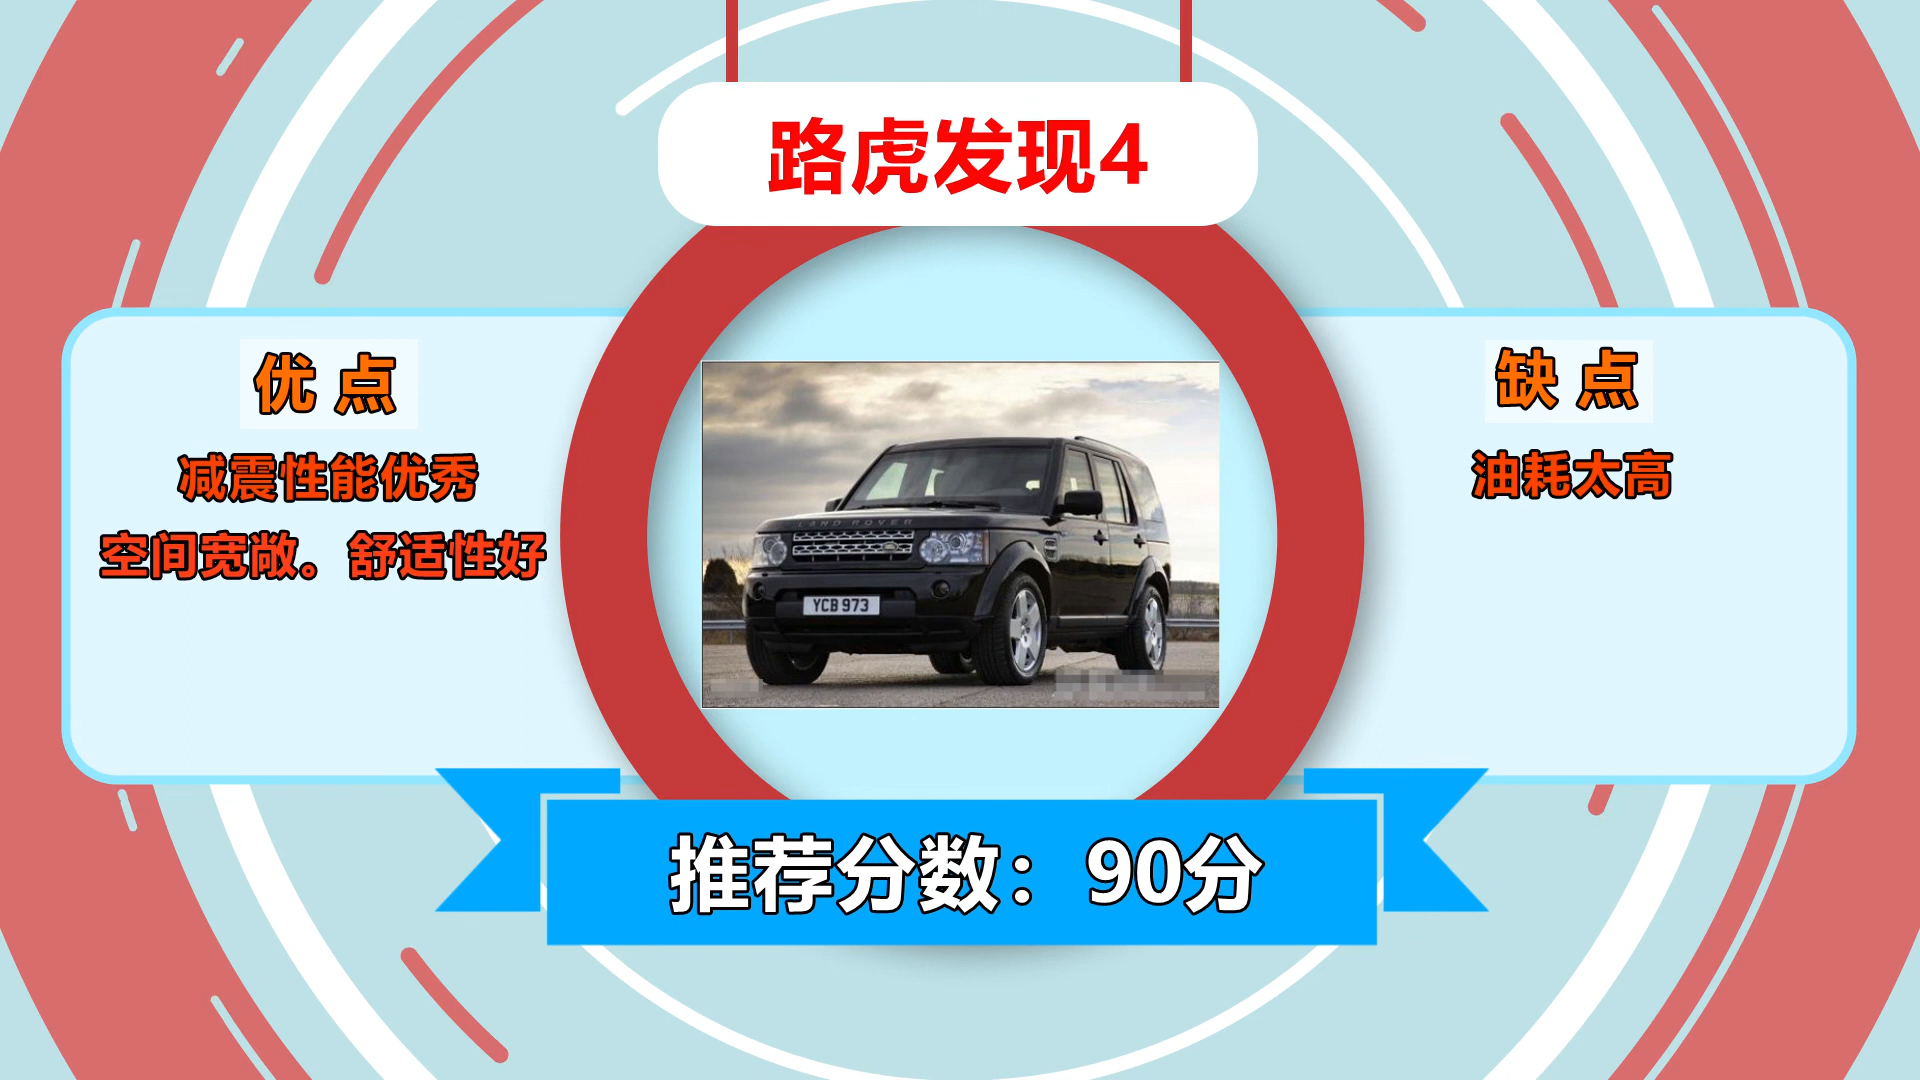 路虎发现4
优点
减震性能优秀
空间宽敞。舒适性好
缺点
油耗太高
LAND ROVER
YCB 973
推荐分数：90分